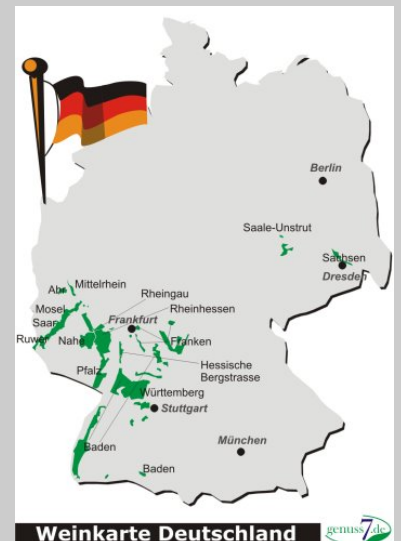 Berlin
Saale-Unstrut
Sachsen
Dresden
Ahr
Mittelrhein
Rheingau
Mosel-
Saar-
Ruwer
Frankfurt
Rheinhessen
Nahe
Franken
Pfalz
Hessische
Bergstrasse
Württemberg
Stuttgart
Baden
München
Baden
Weinkarte Deutschland
genuss7.de